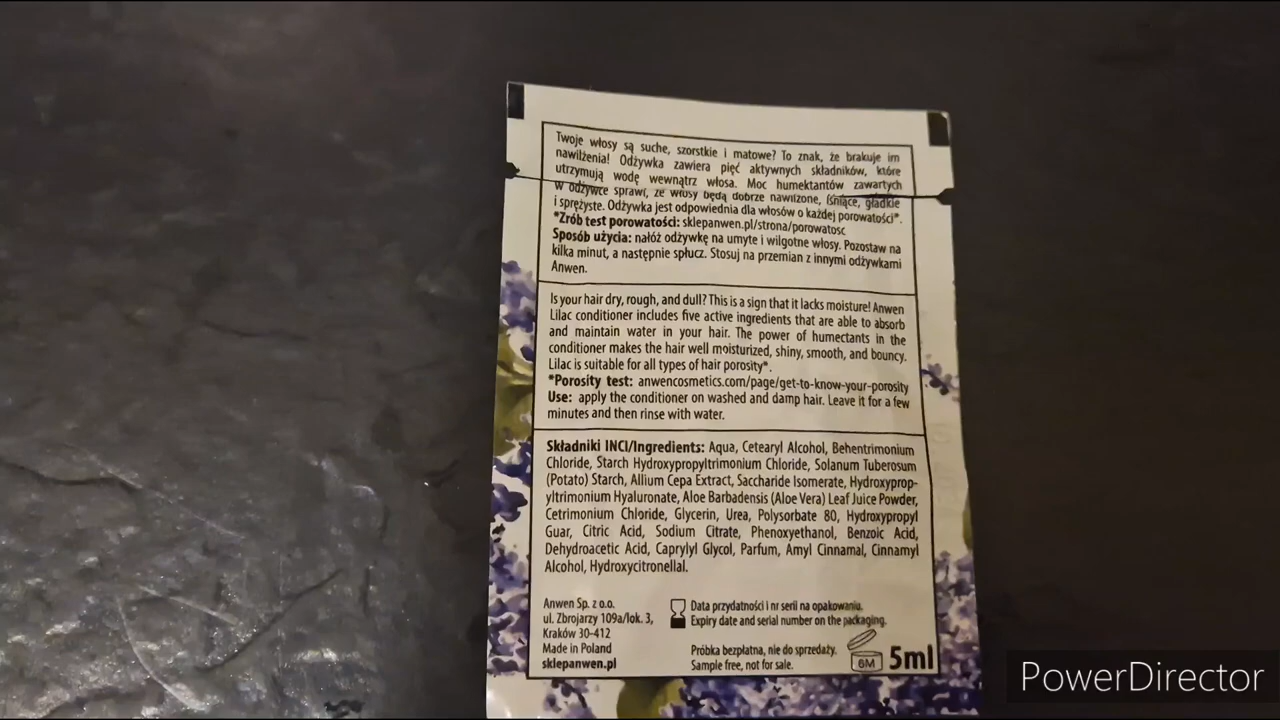 Twoje włosy są suche, szorstkie i matowe? To znak, że brakuje im
nawilżenia! Odżywka zawiera pięć aktywnych składników, które
utrzymują wodę wewnątrz włosa. Moc humektantów zawartych
w odżywce sprawi, że włosy będą dobrze nawilżone, lśniące, gładkie
i sprężyste. Odżywka jest odpowiednia dla włosów o każdej porowatości*.
*Zrób test porowatości: sklepanwen.pl/strona/porowatosc
Sposób użycia: nałóż odżywkę na umyte i wilgotne włosy. Pozostaw na
kilka minut, a następnie spłucz. Stosuj na przemian z innymi odżywkami
Anwen.
Is your hair dry, rough, and dull? This is a sign that it lacks moisture! Anwen
Lilac conditioner includes five active ingredients that are able to absorb
and maintain water in your hair. The power of humectants in the
conditioner makes the hair well moisturized, shiny, smooth, and bouncy.
Lilac is suitable for all types of hair porosity*.
*Porosity test: anwencosmetics.com/page/get-to-know-your-porosity
Use: apply the conditioner on washed and damp hair. Leave it for a few
minutes and then rinse with water.
Składniki INCI/Ingredients: Aqua, Cetearyl Alcohol, Behentrimonium
Chloride, Starch Hydroxypropyltrimonium Chloride, Solanum Tuberosum
(Potato) Starch, Allium Cepa Extract, Saccharide Isomerate, Hydroxyprop-
yltrimonium Hyaluronate, Aloe Barbadensis (Aloe Vera) Leaf Juice Powder,
Cetrimonium Chloride, Glycerin, Urea, Polysorbate 80, Hydroxypropyl
Guar, Citric Acid, Sodium Citrate, Phenoxyethanol, Benzoic Acid,
Dehydroacetic Acid, Caprylyl Glycol, Parfum, Amyl Cinnamal, Cinnamyl
Alcohol, Hydroxycitronellal.
Anwen Sp. z o.o.
ul. Zbrojarzy 109a/lok. 3,
Kraków 30-412
Made in Poland
sklepanwen.pl
Data przydatności i nr serii na opakowaniu.
Expiry date and serial number on the packaging.
Próbka bezpłatna, nie do sprzedaży.
Sample free, not for sale.
6M
5ml
PowerDirector